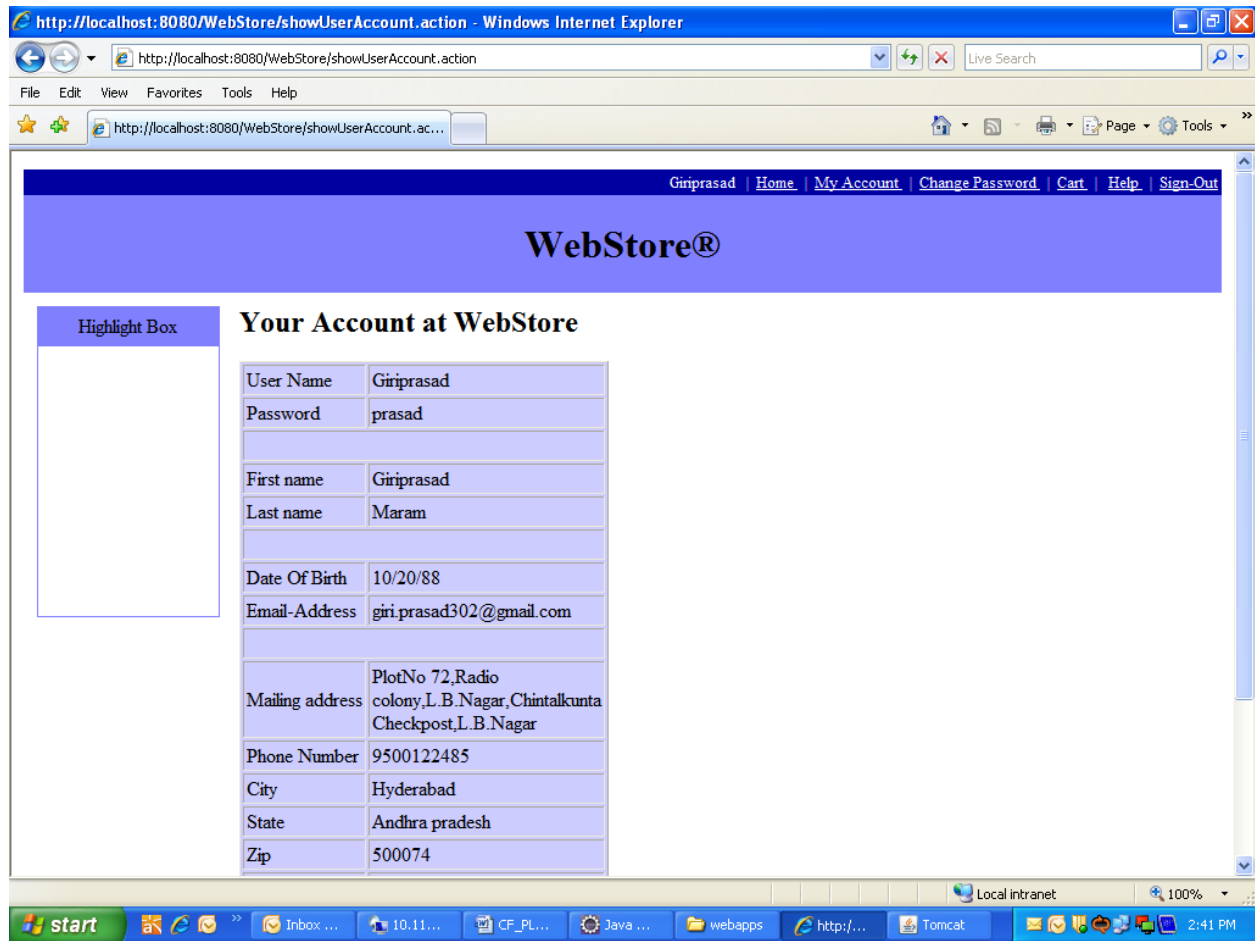 http://localhost:8080/WebStore/showUserAccount.action - Windows Internet Explorer
http://localhost:8080/WebStore/showUserAccount.action
Live Search
File Edit View Favorites Tools Help
http://localhost:8080/WebStore/showUserAccount.ac...
Page Tools
Giriprasad | Home | My Account | Change Password | Cart | Help | Sign-Out
WebStore®
Highlight Box
Your Account at WebStore
User Name Giriprasad
Password prasad
First name Giriprasad
Last name Maram
Date Of Birth 10/20/88
Email-Address giri.prasad302@gmail.com
Mailing address PlotNo 72,Radio
colony,L.B.Nagar,Chintalkunta
Checkpost,L.B.Nagar
Phone Number 9500122485
City Hyderabad
State Andhra pradesh
Zip 500074
Local intranet 100%
start Inbox ... 10.11... CF_PL... Java ... webapps http:/... Tomcat 2:41 PM